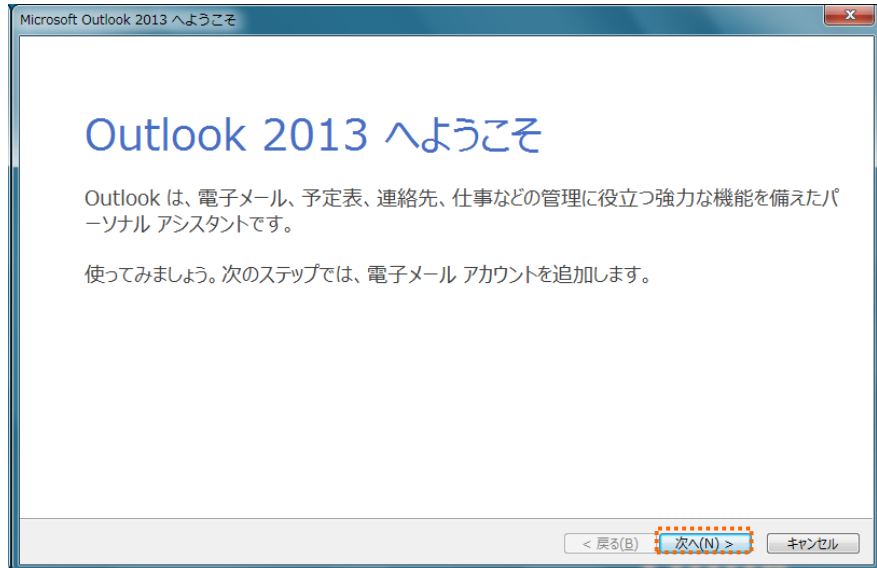 Microsoft Outlook 2013 へようこそ
Outlook 2013 へようこそ
Outlook は、電子メール、予定表、連絡先、仕事などの管理に役立つ強力な機能を備えたパ
ーソナル アシスタントです。
使ってみましょう。次のステップでは、電子メール アカウントを追加します。
< 戻る(B) 次へ(N) > キャンセル